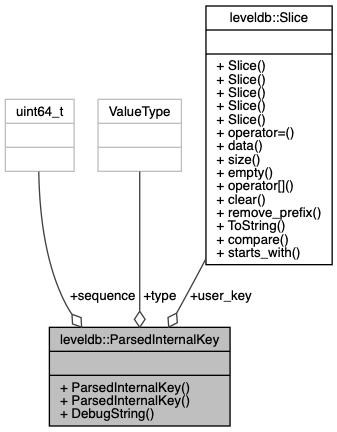 leveldb::Slice
+ Slice()
+ Slice()
+ Slice()
+ Slice()
+ Slice()
+ operator=()
+ data()
+ size()
+ empty()
+ operator[]()
+ clear()
+ remove_prefix()
+ ToString()
+ compare()
+ starts_with()
uint64_t
ValueType
+sequence
+type
+user_key
leveldb::ParsedInternalKey
+ ParsedInternalKey()
+ ParsedInternalKey()
+ DebugString()